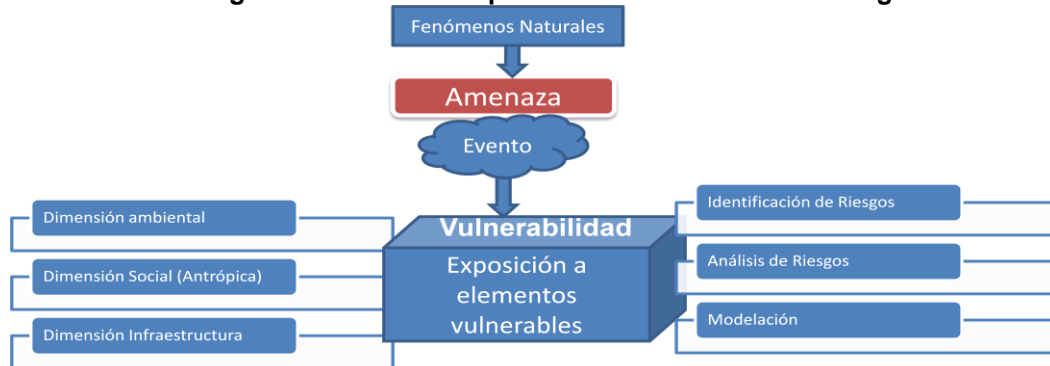 Fenómenos Naturales
Amenaza
Evento
Vulnerabilidad
Exposición a
elementos
vulnerables
Dimensión ambiental
Dimensión Social (Antrópica)
Dimensión Infraestructura
Identificación de Riesgos
Análisis de Riesgos
Modelación